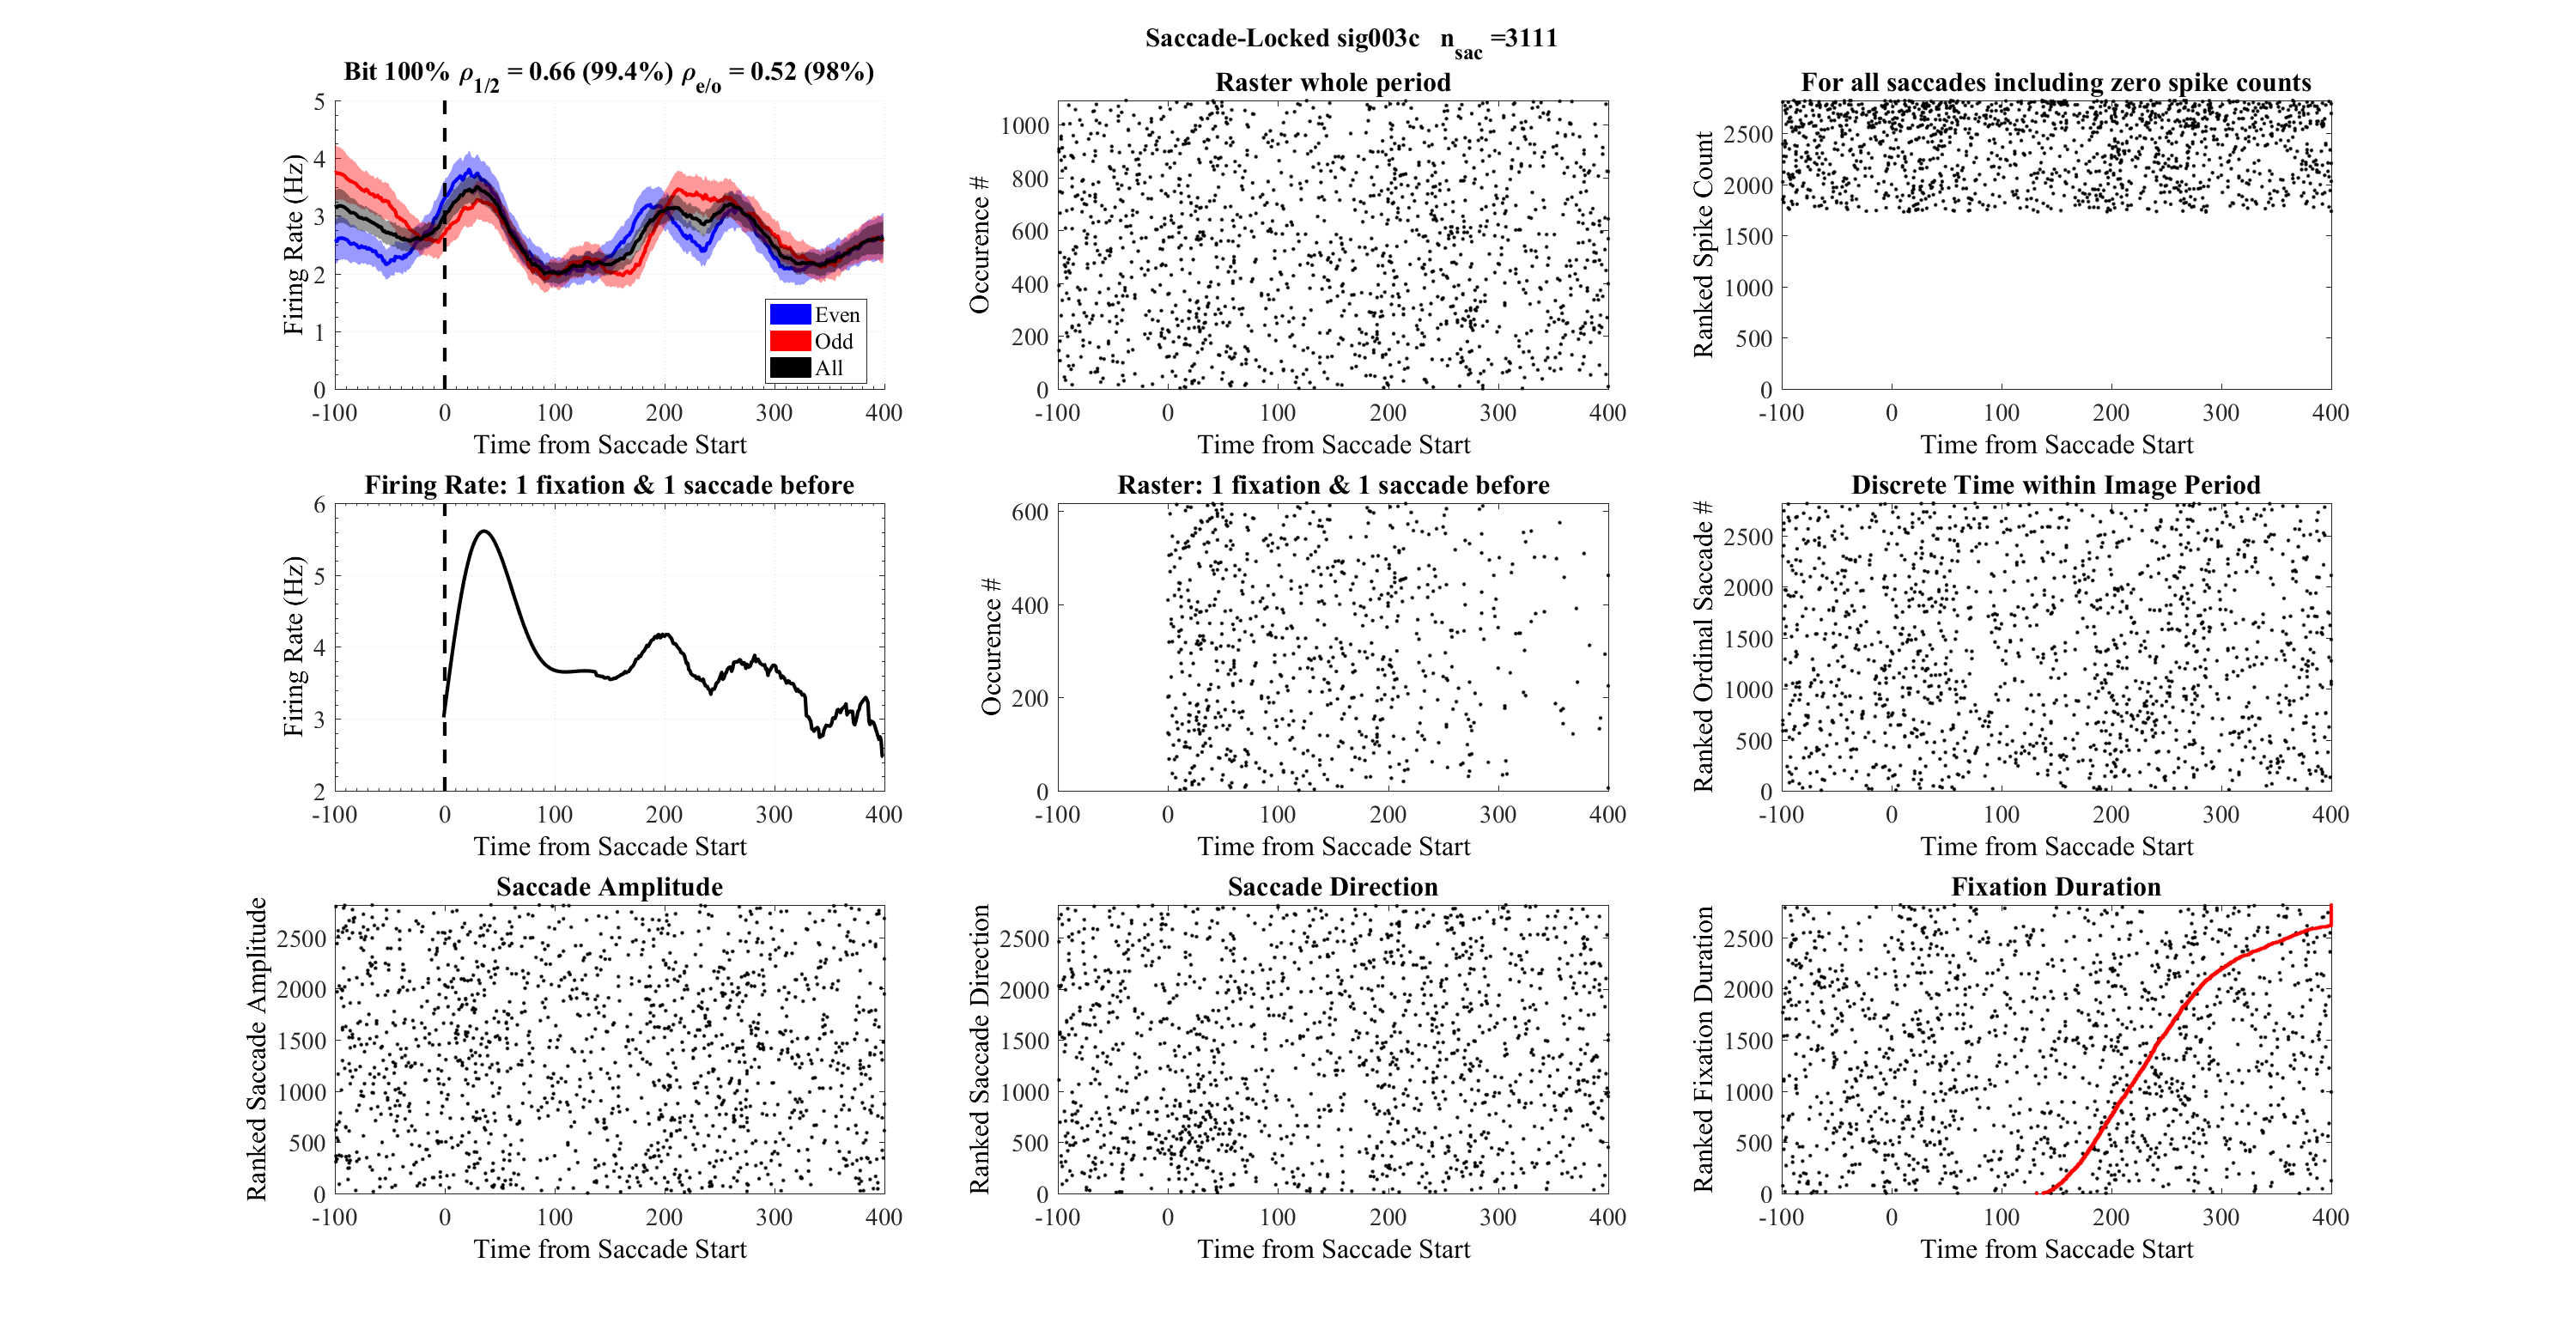 Saccade-Locked sig003c n_sac =3111
Bit 100% ρ_1/2 = 0.66 (99.4%) ρ_e/o = 0.52 (98%)
Firing Rate (Hz)
5
4
3
2
1
0
Even
Odd
All
-100 0 100 200 300 400
Time from Saccade Start
Raster whole period
Occurence #
1000
800
600
400
200
0
-100 0 100 200 300 400
Time from Saccade Start
For all saccades including zero spike counts
Ranked Spike Count
2500
2000
1500
1000
500
0
-100 0 100 200 300 400
Time from Saccade Start
Firing Rate: 1 fixation & 1 saccade before
Firing Rate (Hz)
6
5
4
3
2
-100 0 100 200 300 400
Time from Saccade Start
Raster: 1 fixation & 1 saccade before
Occurence #
600
400
200
0
-100 0 100 200 300 400
Time from Saccade Start
Discrete Time within Image Period
Ranked Ordinal Saccade #
2500
2000
1500
1000
500
0
-100 0 100 200 300 400
Time from Saccade Start
Saccade Amplitude
Ranked Saccade Amplitude
2500
2000
1500
1000
500
0
-100 0 100 200 300 400
Time from Saccade Start
Saccade Direction
Ranked Saccade Direction
2500
2000
1500
1000
500
0
-100 0 100 200 300 400
Time from Saccade Start
Fixation Duration
Ranked Fixation Duration
2500
2000
1500
1000
500
0
-100 0 100 200 300 400
Time from Saccade Start